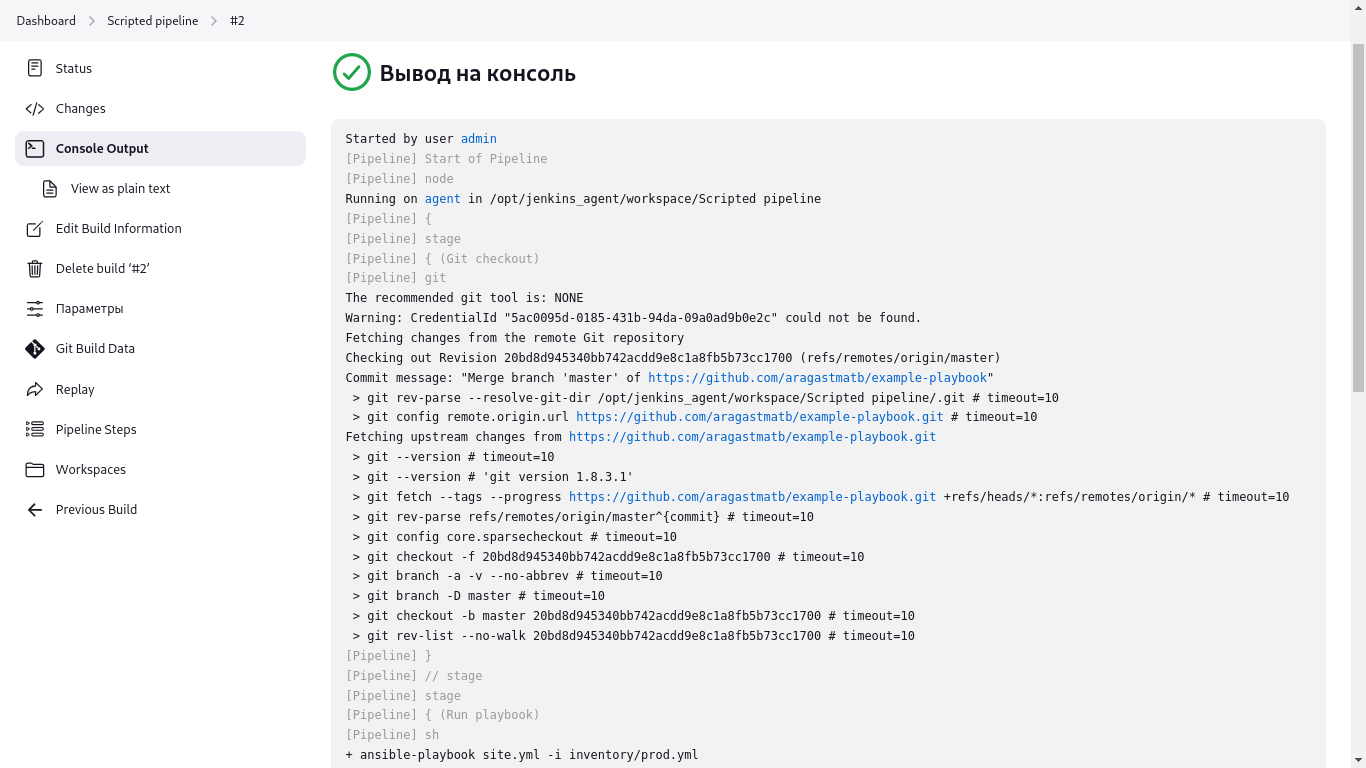 Dashboard > Scripted pipeline > #2
Status
Changes
Console Output
View as plain text
Edit Build Information
Delete build ‘#2’
Параметры
Git Build Data
Replay
Pipeline Steps
Workspaces
Previous Build
Вывод на консоль
Started by user admin
[Pipeline] Start of Pipeline
[Pipeline] node
Running on agent in /opt/jenkins_agent/workspace/Scripted pipeline
[Pipeline] {
[Pipeline] stage
[Pipeline] { (Git checkout)
[Pipeline] git
The recommended git tool is: NONE
Warning: CredentialId "5ac0095d-0185-431b-94da-09a0ad9b0e2c" could not be found.
Fetching changes from the remote Git repository
Checking out Revision 20bd8d945340bb742acdd9e8c1a8fb5b73cc1700 (refs/remotes/origin/master)
Commit message: "Merge branch 'master' of https://github.com/aragastmatb/example-playbook"
 > git rev-parse --resolve-git-dir /opt/jenkins_agent/workspace/Scripted pipeline/.git # timeout=10
 > git config remote.origin.url https://github.com/aragastmatb/example-playbook.git # timeout=10
Fetching upstream changes from https://github.com/aragastmatb/example-playbook.git
 > git --version # timeout=10
 > git --version # 'git version 1.8.3.1'
 > git fetch --tags --progress https://github.com/aragastmatb/example-playbook.git +refs/heads/*:refs/remotes/origin/* # timeout=10
 > git rev-parse refs/remotes/origin/master^{commit} # timeout=10
 > git config core.sparsecheckout # timeout=10
 > git checkout -f 20bd8d945340bb742acdd9e8c1a8fb5b73cc1700 # timeout=10
 > git branch -a -v --no-abbrev # timeout=10
 > git branch -D master # timeout=10
 > git checkout -b master 20bd8d945340bb742acdd9e8c1a8fb5b73cc1700 # timeout=10
 > git rev-list --no-walk 20bd8d945340bb742acdd9e8c1a8fb5b73cc1700 # timeout=10
[Pipeline] }
[Pipeline] // stage
[Pipeline] stage
[Pipeline] { (Run playbook)
[Pipeline] sh
+ ansible-playbook site.yml -i inventory/prod.yml